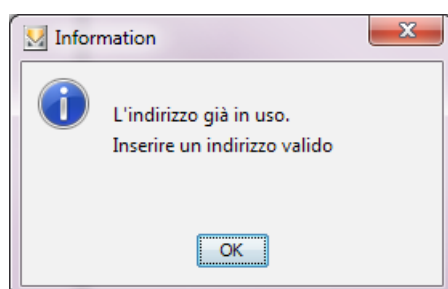 Information
L'indirizzo già in uso.
Inserire un indirizzo valido
OK